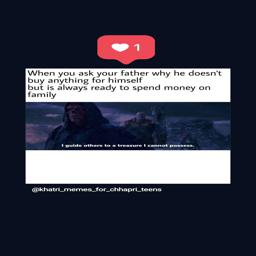 1
When you ask your father why he doesn't
buy anything for himself
but is always ready to spend money on
family
I guide others to a treasure I cannot possess.
@khatri_memes_for_chhapri_teens